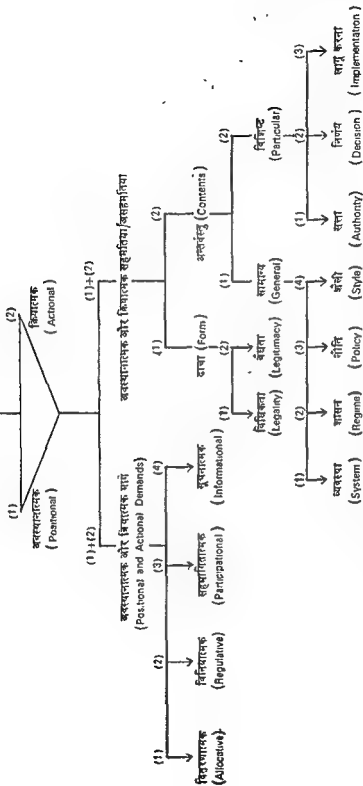 (1) (2)
अवस्थानात्मक क्रियात्मक
(Positional) (Actional)
(1)+(2) (1)+(2)
अवस्थानात्मक और क्रियात्मक मांगें
(Positional and Actional Demands)
अवस्थानात्मक और क्रियात्मक सहमतियां/असहमतियां
(1) (2) (3) (4)
वितरणात्मक विनियात्मक सहभागितात्मक सूचनात्मक
(Allocative) (Regulative) (Participational) (Informational)
(1) (2)
ढांचा (Form) अन्तर्वस्तु (Contents)
(1) (2) (1) (2)
विधिकता वैधता सामान्य विशिष्ट
(Legality) (Legitimacy) (General) (Particular)
(1) (2) (3) (4)
व्यवस्था शासन नीति शैली
(System) (Regime) (Policy) (Style)
(1) (2) (3)
सत्ता निर्णय लागू करना
(Authority) (Decision) (Implementation)